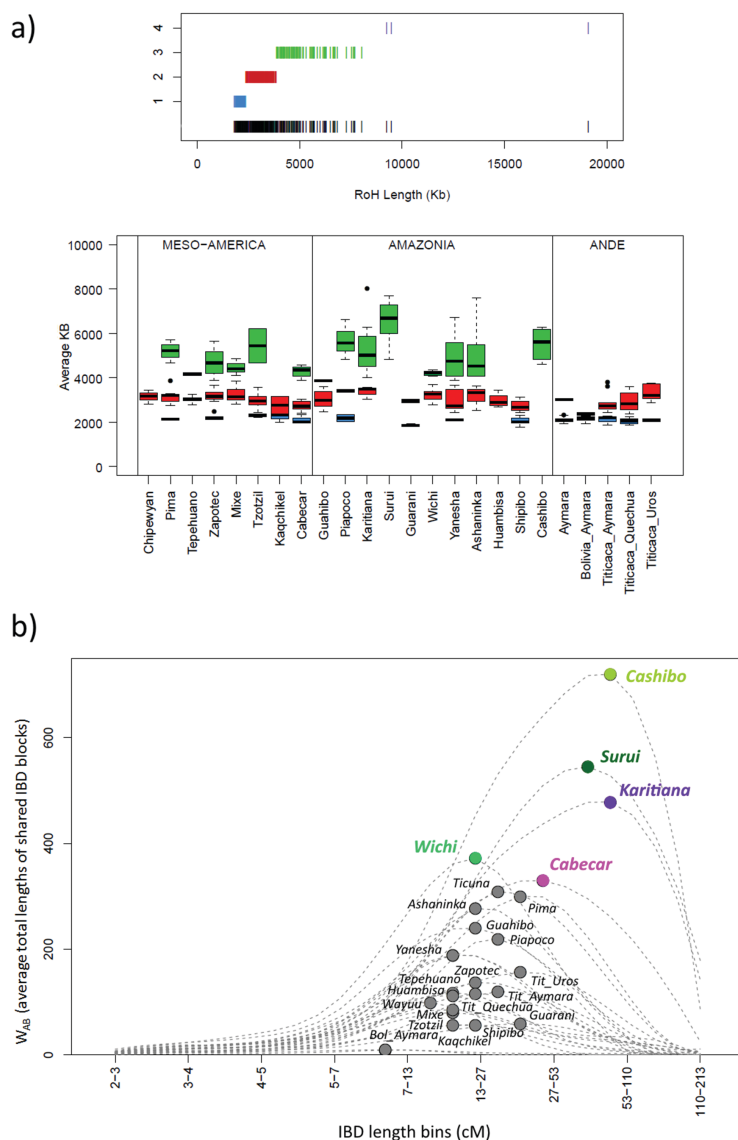 a)
4
3
2
1
0
5000
10000
15000
20000
RoH Length (Kb)
MESO-AMERICA
AMAZONIA
ANDE
Average KB
10000
8000
6000
4000
2000
0
Chipewyan
Pima
Tepehuano
Zapotec
Mixe
Tzotzil
Kaqchikel
Cabecar
Guahibo
Piapoco
Karitiana
Surui
Guarani
Wichi
Yanesha
Ashaninka
Huambisa
Shipibo
Cashibo
Aymara
Bolivia_Aymara
Titicaca_Aymara
Titicaca_Quechua
Titicaca_Uros
b)
WAB (average total lengths of shared IBD blocks)
600
400
200
0
Cashibo
Surui
Karitiana
Wichi
Cabecar
Ticuna
Ashaninka
Pima
Guahibo
Piapoco
Yanesha
Zapotec
Tepehuano
Tit_Uros
Huambisa
Tit_Aymara
Wayuu
Tit_Quechua
Mixe
Guarani
Tzotzil
Shipibo
Bol_Aymara
Kaqchikel
2-3
3-4
4-5
5-7
7-13
13-27
27-53
53-110
110-213
IBD length bins (cM)